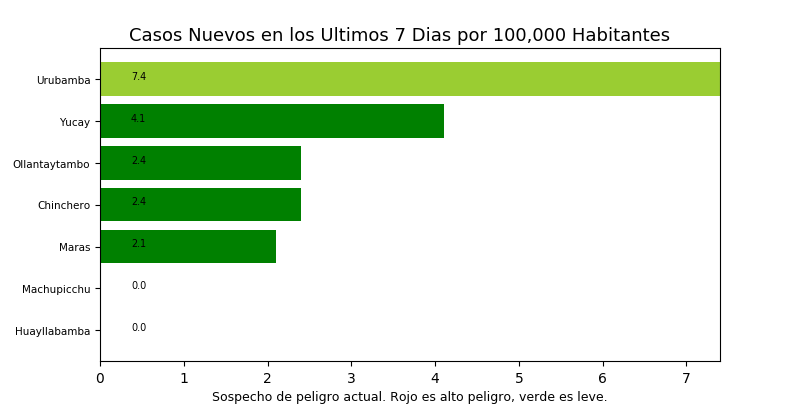 Casos Nuevos en los Ultimos 7 Dias por 100,000 Habitantes
Urubamba 7.4
Yucay 4.1
Ollantaytambo 2.4
Chinchero 2.4
Maras 2.1
Machupicchu 0.0
Huayllabamba 0.0
0 1 2 3 4 5 6 7
Sospecho de peligro actual. Rojo es alto peligro, verde es leve.